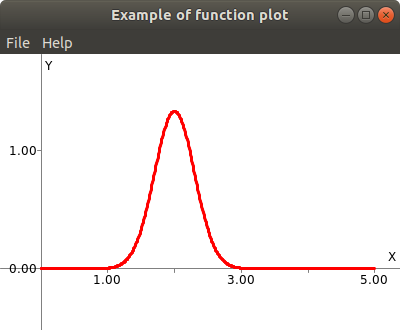 Example of function plot
File Help
Y
1.00
X
0.00
1.00 3.00 5.00